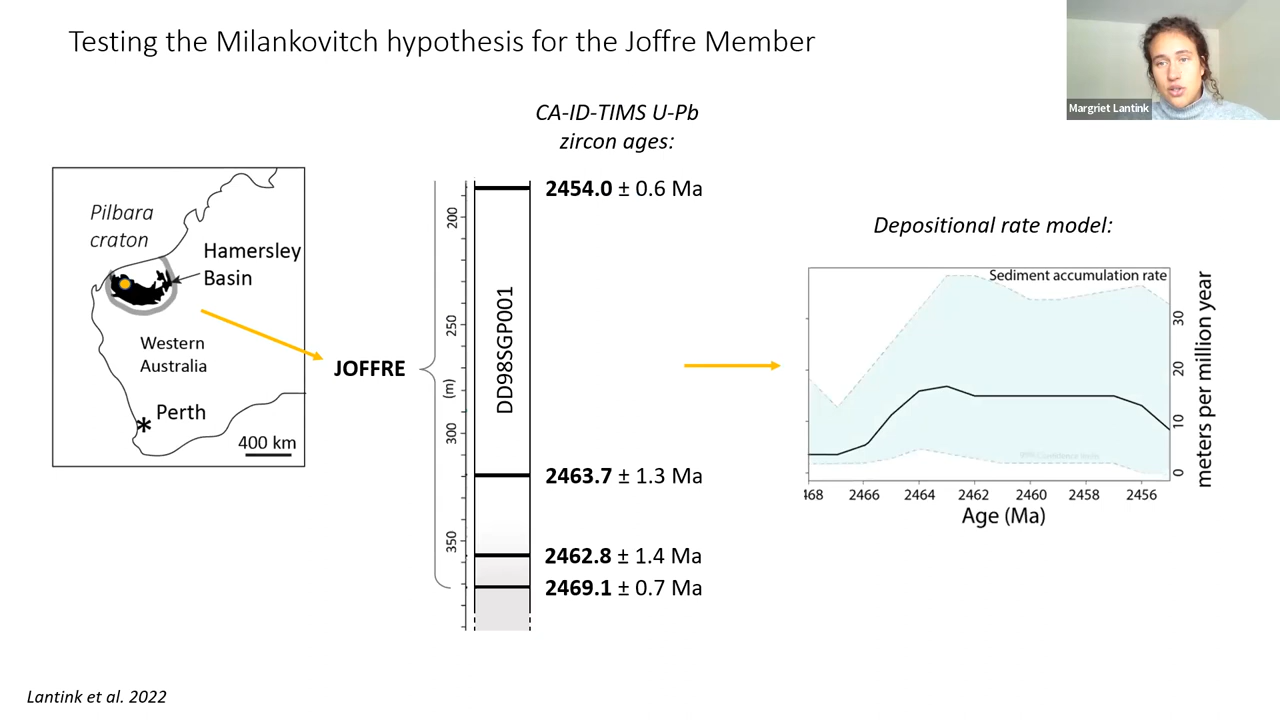 Testing the Milankovitch hypothesis for the Joffre Member
Margriet Lantink
CA-ID-TIMS U-Pb
zircon ages:
Pilbara
craton
Hamersley
Basin
Western
Australia
Perth
400 km
JOFFRE
200
250
(m)
300
350
DD98SGP001
2454.0 ± 0.6 Ma
2463.7 ± 1.3 Ma
2462.8 ± 1.4 Ma
2469.1 ± 0.7 Ma
Depositional rate model:
Sediment accumulation rate
30
20
10
0
meters per million year
2466 2464 2462 2460 2458 2456
Age (Ma)
Lantink et al. 2022